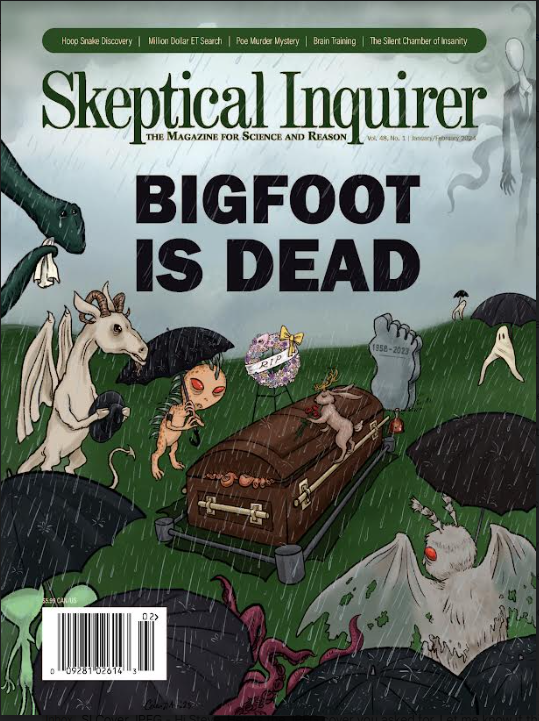 Hoop Snake Discovery | Million Dollar ET Search | Poe Murder Mystery | Brain Training | The Silent Chamber of Insanity
Skeptical Inquirer
THE MAGAZINE FOR SCIENCE AND REASON
Vol. 48, No. 1 | January/February 2024
BIGFOOT
IS DEAD
RIP
1958-2023
$5.99 CAN/US
02>
0 09281 02614 3